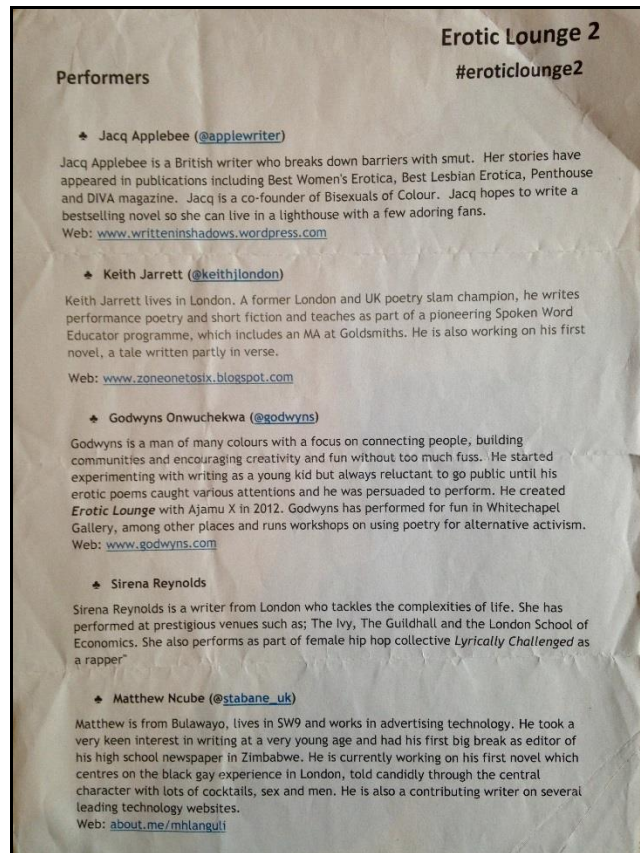 Erotic Lounge 2
#eroticlounge2
Performers
♣ Jacq Applebee (@applewriter)
Jacq Applebee is a British writer who breaks down barriers with smut. Her stories have
appeared in publications including Best Women's Erotica, Best Lesbian Erotica, Penthouse
and DIVA magazine. Jacq is a co-founder of Bisexuals of Colour. Jacq hopes to write a
bestselling novel so she can live in a lighthouse with a few adoring fans.
Web: www.writteninshadows.wordpress.com
♣ Keith Jarrett (@keithjlondon)
Keith Jarrett lives in London. A former London and UK poetry slam champion, he writes
performance poetry and short fiction and teaches as part of a pioneering Spoken Word
Educator programme, which includes an MA at Goldsmiths. He is also working on his first
novel, a tale written partly in verse.
Web: www.zoneonetosix.blogspot.com
♣ Godwyns Onwuchekwa (@godwyns)
Godwyns is a man of many colours with a focus on connecting people, building
communities and encouraging creativity and fun without too much fuss. He started
experimenting with writing as a young kid but always reluctant to go public until his
erotic poems caught various attentions and he was persuaded to perform. He created
Erotic Lounge with Ajamu X in 2012. Godwyns has performed for fun in Whitechapel
Gallery, among other places and runs workshops on using poetry for alternative activism.
Web: www.godwyns.com
♣ Sirena Reynolds
Sirena Reynolds is a writer from London who tackles the complexities of life. She has
performed at prestigious venues such as; The Ivy, The Guildhall and the London School of
Economics. She also performs as part of female hip hop collective Lyrically Challenged as
a rapper"
♣ Matthew Ncube (@stabane_uk)
Matthew is from Bulawayo, lives in SW9 and works in advertising technology. He took a
very keen interest in writing at a very young age and had his first big break as editor of
his high school newspaper in Zimbabwe. He is currently working on his first novel which
centres on the black gay experience in London, told candidly through the central
character with lots of cocktails, sex and men. He is also a contributing writer on several
leading technology websites.
Web: about.me/mhlanguli